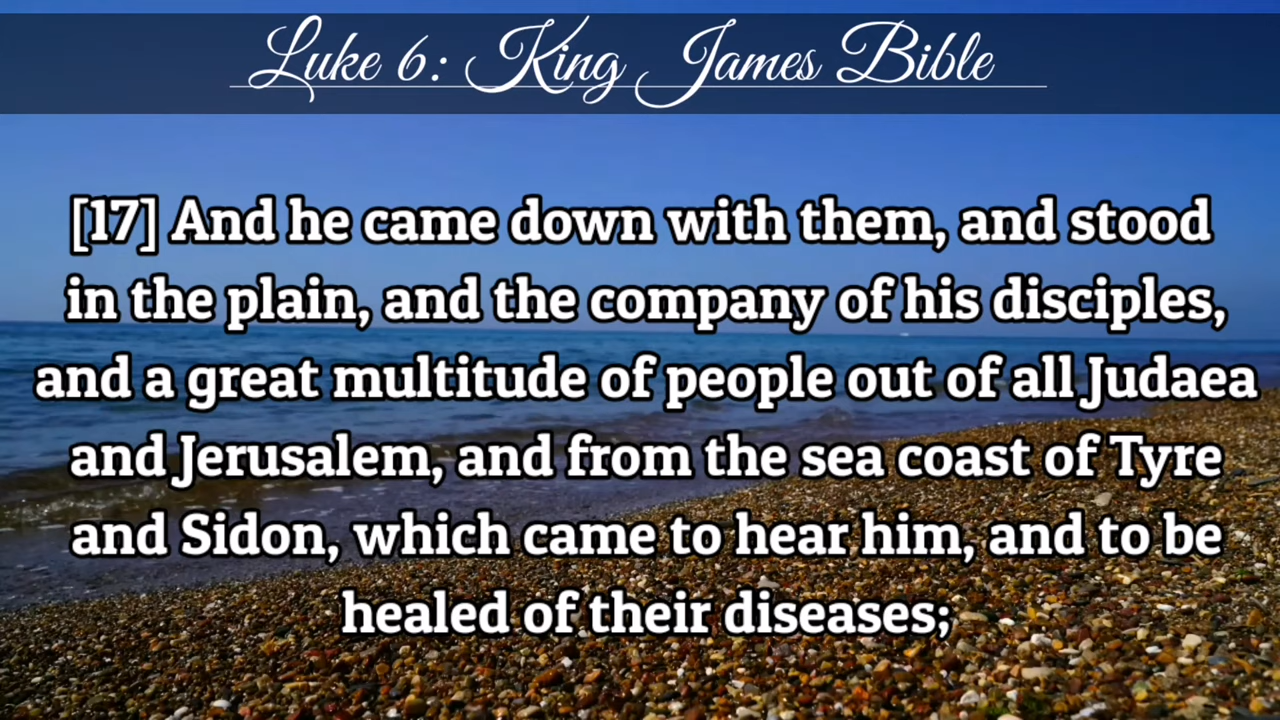 Luke 6: King James Bible
[17] And he came down with them, and stood
in the plain, and the company of his disciples,
and a great multitude of people out of all Judaea
and Jerusalem, and from the sea coast of Tyre
and Sidon, which came to hear him, and to be
healed of their diseases;